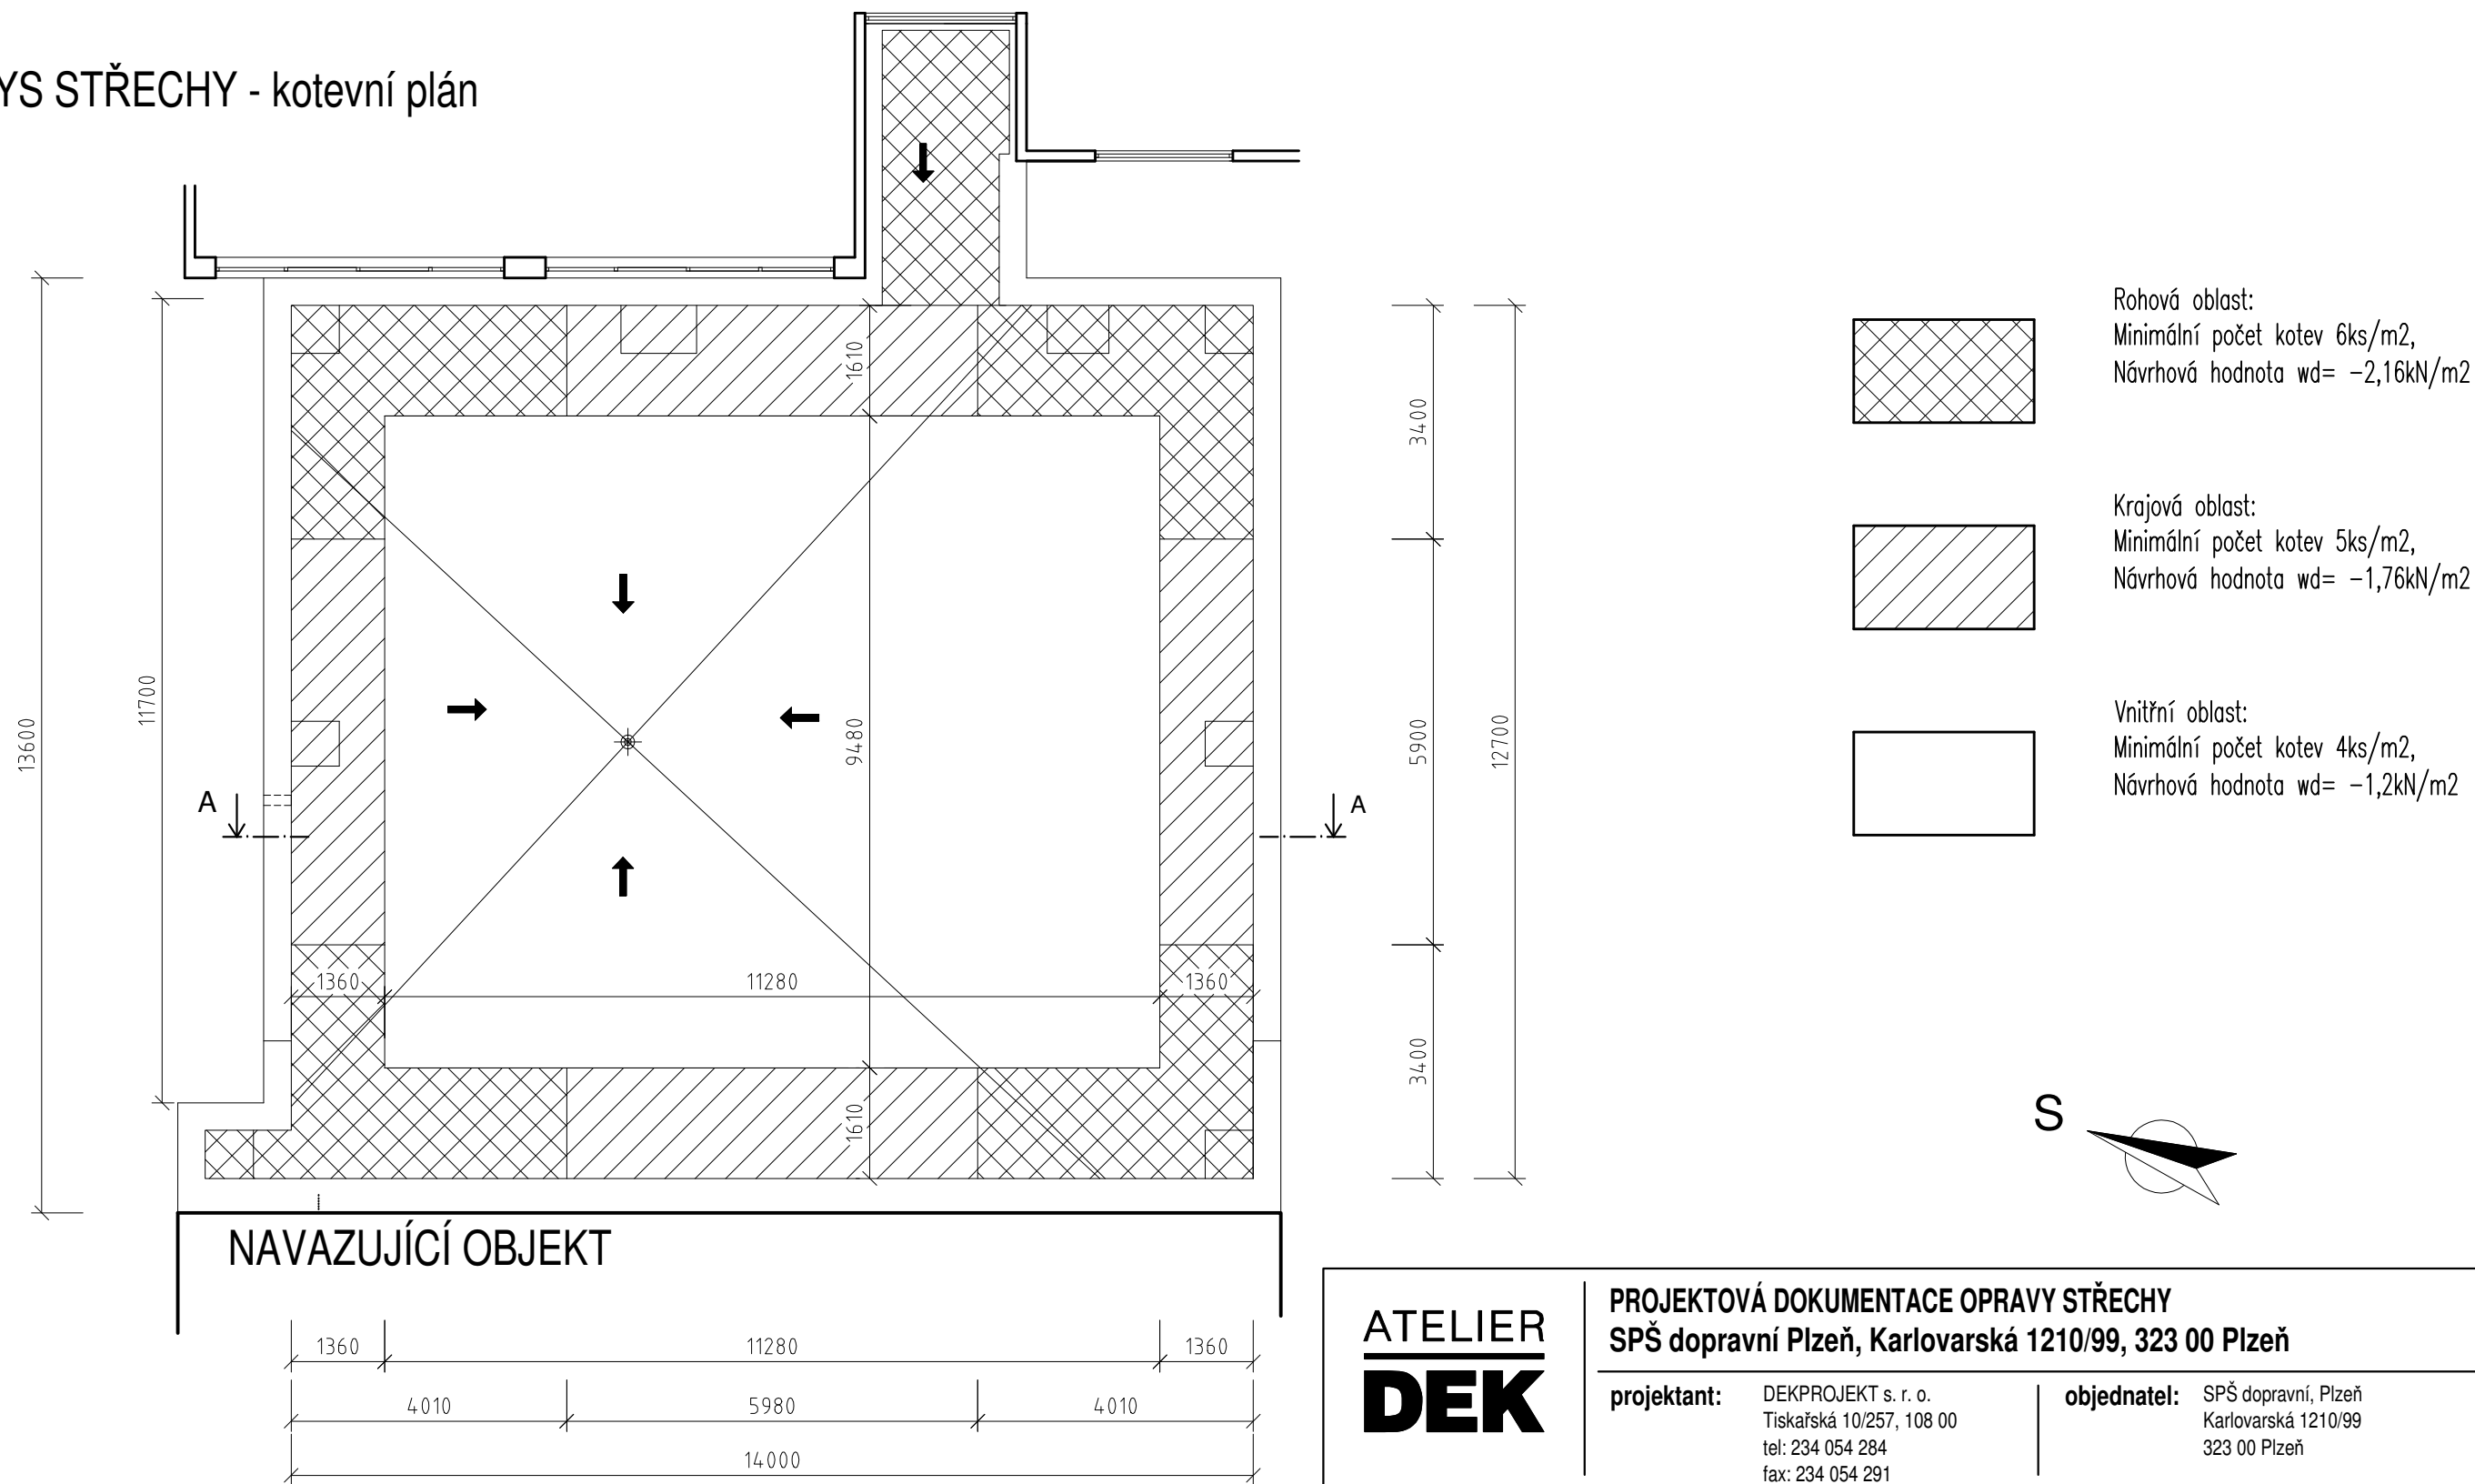 YS STŘECHY - kotevní plán
Rohová oblast:
Minimální počet kotev 6ks/m2,
Návrhová hodnota wd= -2,16kN/m2
Krajová oblast:
Minimální počet kotev 5ks/m2,
Návrhová hodnota wd= -1,76kN/m2
Vnitřní oblast:
Minimální počet kotev 4ks/m2,
Návrhová hodnota wd= -1,2kN/m2
13600
11700
1610
9480
1610
3400
5900
3400
12700
A
A
1360
11280
1360
S
NAVAZUJÍCÍ OBJEKT
1360
11280
1360
4010
5980
4010
14000
ATELIER
DEK
PROJEKTOVÁ DOKUMENTACE OPRAVY STŘECHY
SPŠ dopravní Plzeň, Karlovarská 1210/99, 323 00 Plzeň
projektant:
DEKPROJEKT s. r. o.
Tiskařská 10/257, 108 00
tel: 234 054 284
fax: 234 054 291
objednatel:
SPŠ dopravní, Plzeň
Karlovarská 1210/99
323 00 Plzeň